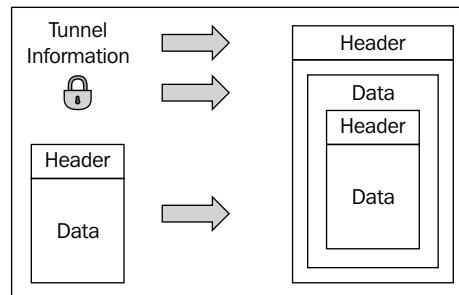 Tunnel
Information
Header
Data
Header
Data
Header
Data